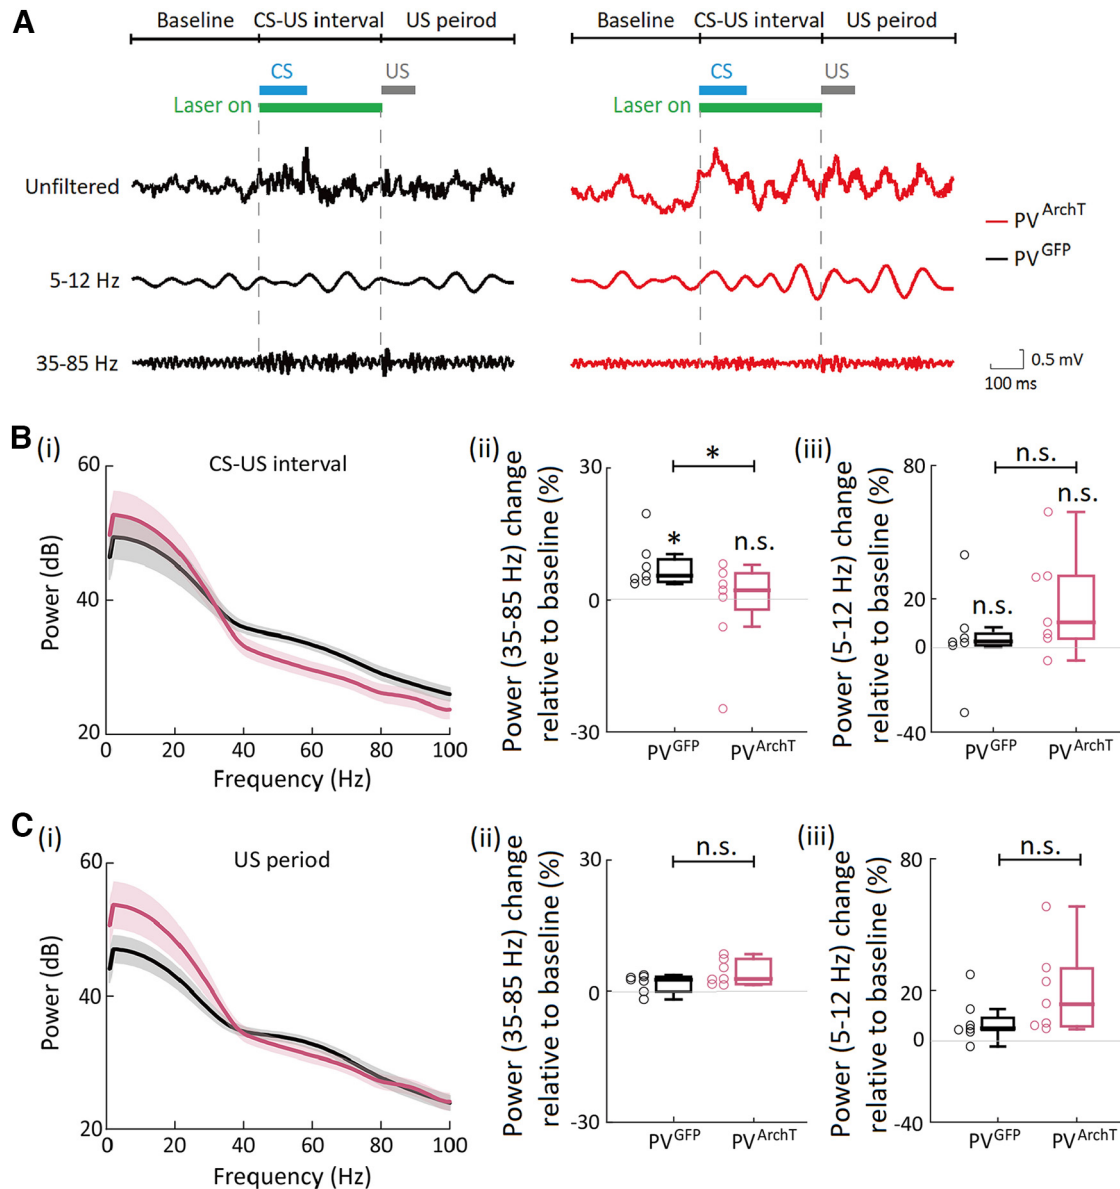 A
Baseline CS-US interval US peirod
Baseline CS-US interval US peirod
CS US
CS US
Laser on
Unfiltered
5-12 Hz
35-85 Hz
PV^ArchT
PV^GFP
0.5 mV
100 ms
B (i)
CS-US interval
Power (dB)
60
40
20
0 20 40 60 80 100
Frequency (Hz)
(ii)
Power (35-85 Hz) change
relative to baseline (%)
30
0
-30
*
*
n.s.
PV^GFP PV^ArchT
(iii)
Power (5-12 Hz) change
relative to baseline (%)
80
20
0
-40
n.s.
n.s.
n.s.
PV^GFP PV^ArchT
C (i)
US period
Power (dB)
60
40
20
0 20 40 60 80 100
Frequency (Hz)
(ii)
Power (35-85 Hz) change
relative to baseline (%)
30
0
-30
n.s.
PV^GFP PV^ArchT
(iii)
Power (5-12 Hz) change
relative to baseline (%)
80
20
0
-40
n.s.
PV^GFP PV^ArchT